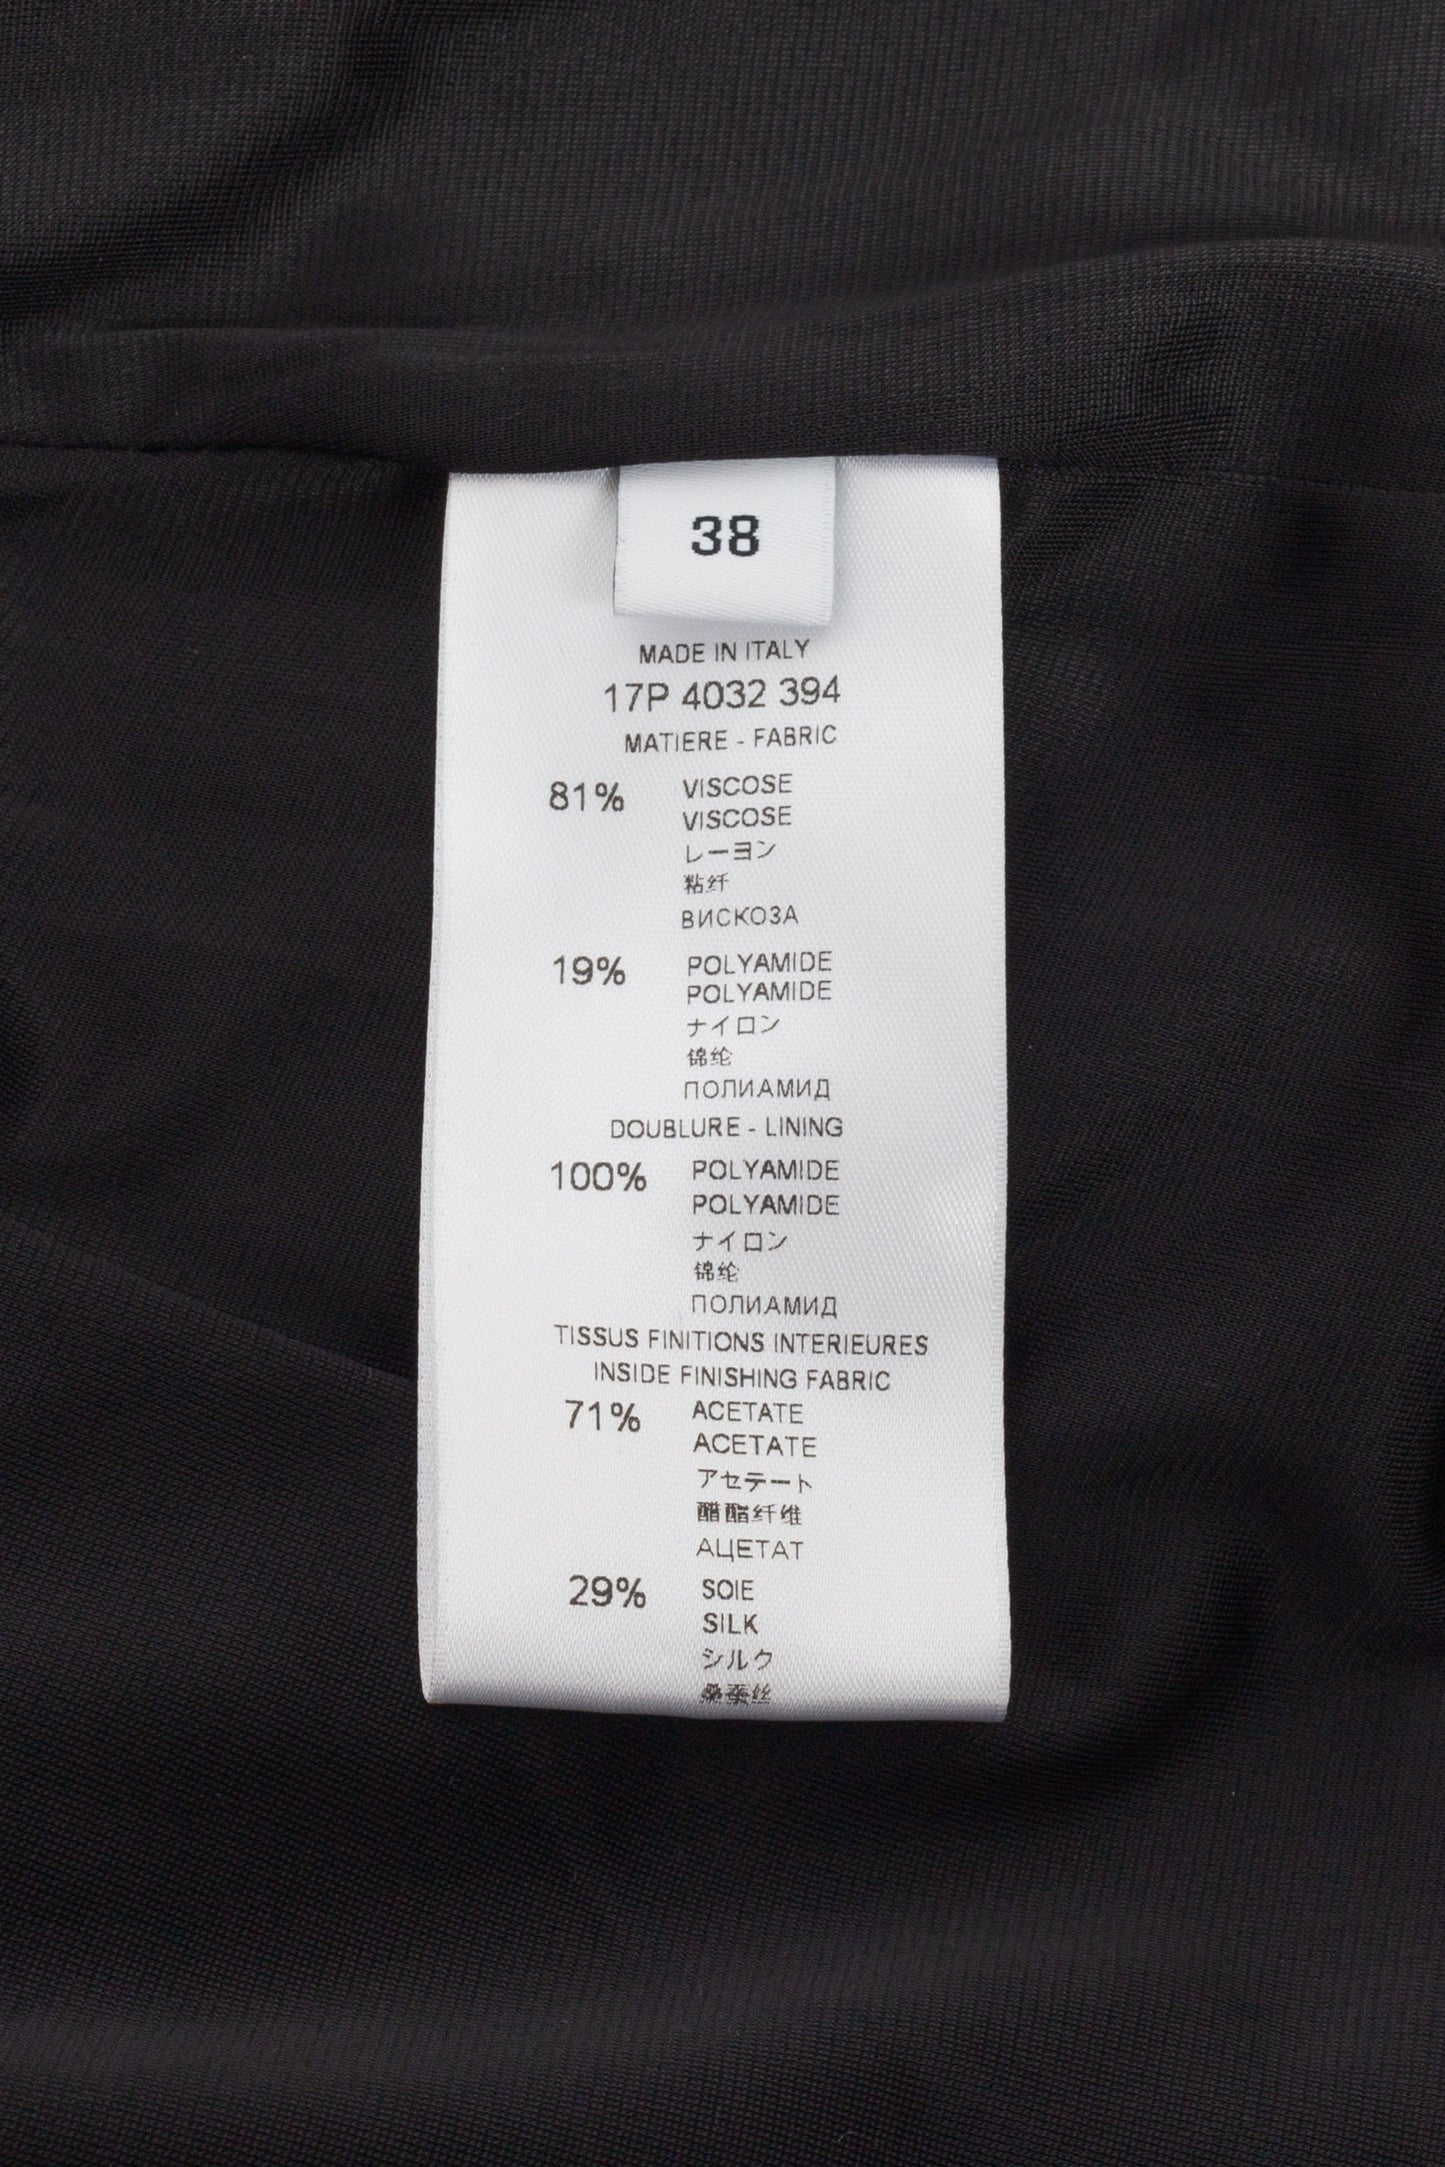 38
MADE IN ITALY
17P 4032 394
MATIERE - FABRIC
81% VISCOSE
VISCOSE
レーヨン
粘纤
ВИСКОЗА
19% POLYAMIDE
POLYAMIDE
ナイロン
锦纶
ПОЛИАМИД
DOUBLURE - LINING
100% POLYAMIDE
POLYAMIDE
ナイロン
锦纶
ПОЛИАМИД
TISSUS FINITIONS INTERIEURES
INSIDE FINISHING FABRIC
71% ACETATE
ACETATE
アセテート
醋酯纤维
АЦЕТАТ
29% SOIE
SILK
シルク
桑蚕丝